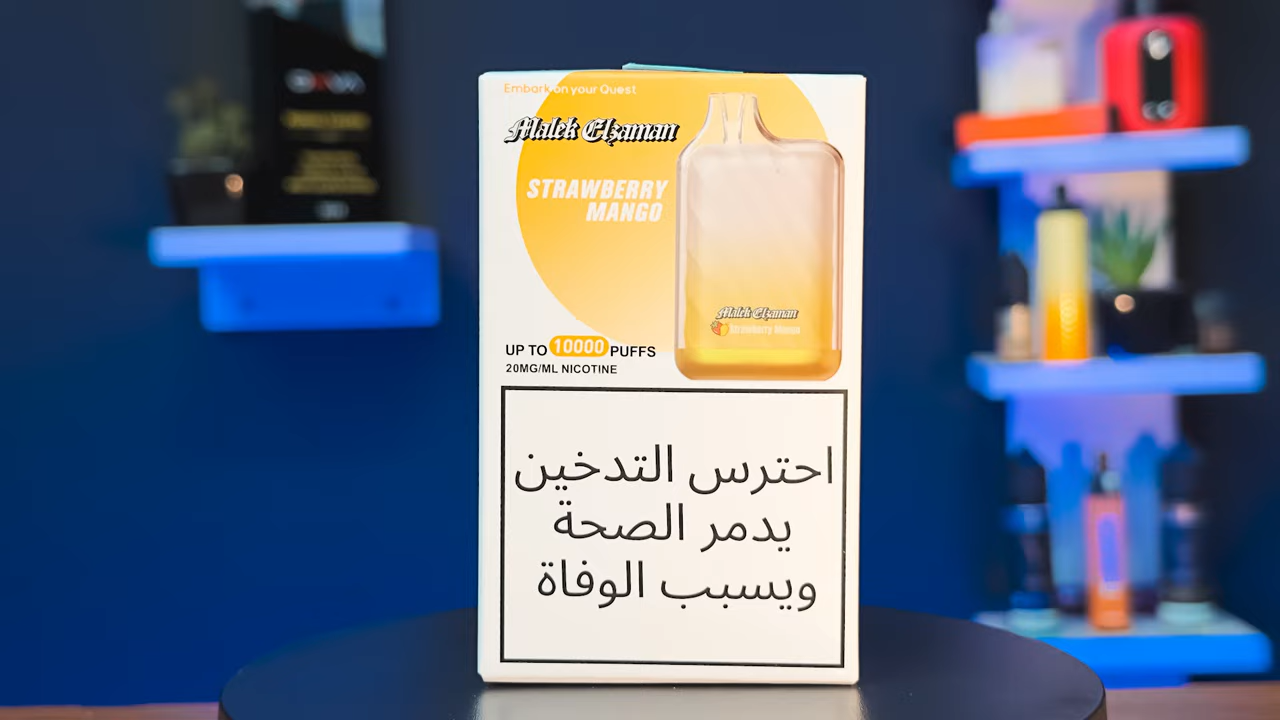 Embark on your Quest
Malek Elzaman
STRAWBERRY
MANGO
Malek Elzaman
Strawberry Mango
UP TO 10000 PUFFS
20MG/ML NICOTINE
احترس التدخين
يدمر الصحة
ويسبب الوفاة